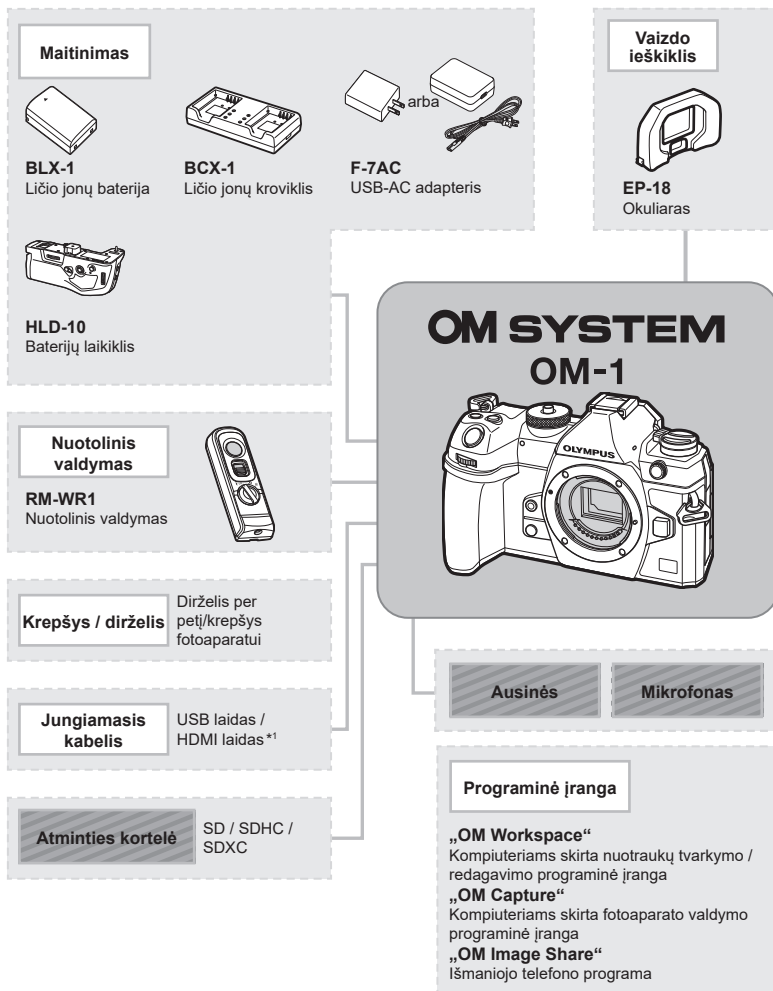 Maitinimas
arba
BLX-1
Ličio jonų baterija
BCX-1
Ličio jonų kroviklis
F-7AC
USB-AC adapteris
HLD-10
Baterijų laikiklis
Vaizdo
ieškiklis
EP-18
Okuliaras
OM SYSTEM
OM-1
OLYMPUS
Nuotolinis
valdymas
RM-WR1
Nuotolinis valdymas
Krepšys / dirželis
Dirželis per
petį/krepšys
fotoaparatui
Jungiamasis
kabelis
USB laidas /
HDMI laidas *1
Atminties kortelė
SD / SDHC /
SDXC
Ausinės
Mikrofonas
Programinė įranga
„OM Workspace“
Kompiuteriams skirta nuotraukų tvarkymo /
redagavimo programinė įranga
„OM Capture“
Kompiuteriams skirta fotoaparato valdymo
programinė įranga
„OM Image Share“
Išmaniojo telefono programa